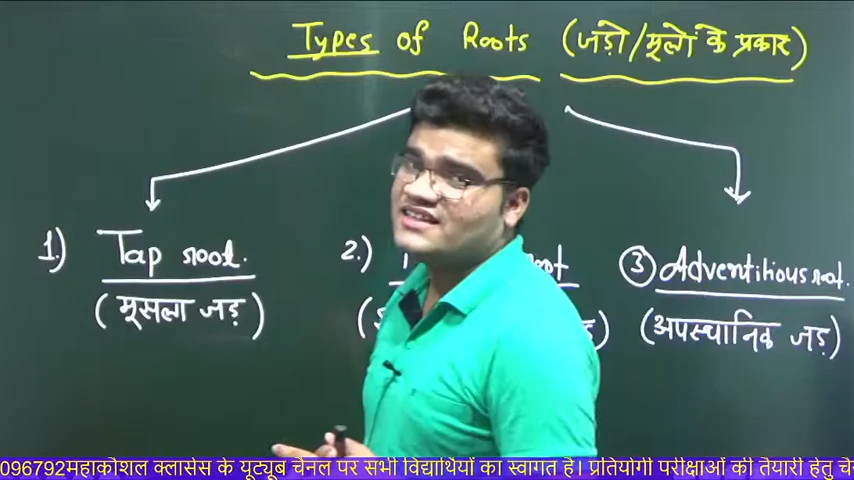 Types of Roots (जड़ो/मूलों के प्रकार)
1.) Tap root.
(मूसला जड़)
2.) Root
③ Adventitious root.
(अपस्थानिक जड़)
096792महाकौशल क्लासेस के यूट्यूब चैनल पर सभी विद्यार्थियों का स्वागत है। प्रतियोगी परीक्षाओं की तैयारी हेतु चै